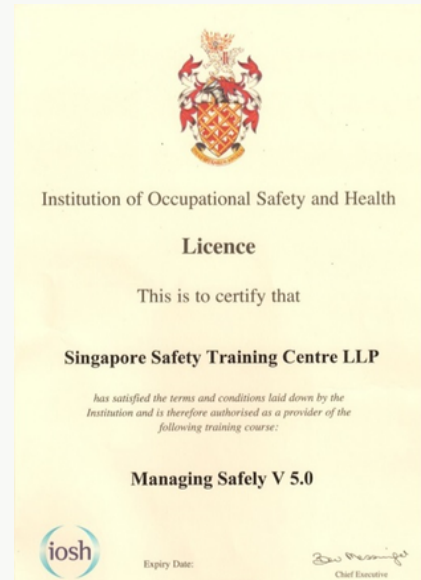 Institution of Occupational Safety and Health
Licence
This is to certify that
Singapore Safety Training Centre LLP
has satisfied the terms and conditions laid down by the
Institution and is therefore authorised as a provider of the
following training course:
Managing Safely V 5.0
iosh
Expiry Date:
Chief Executive